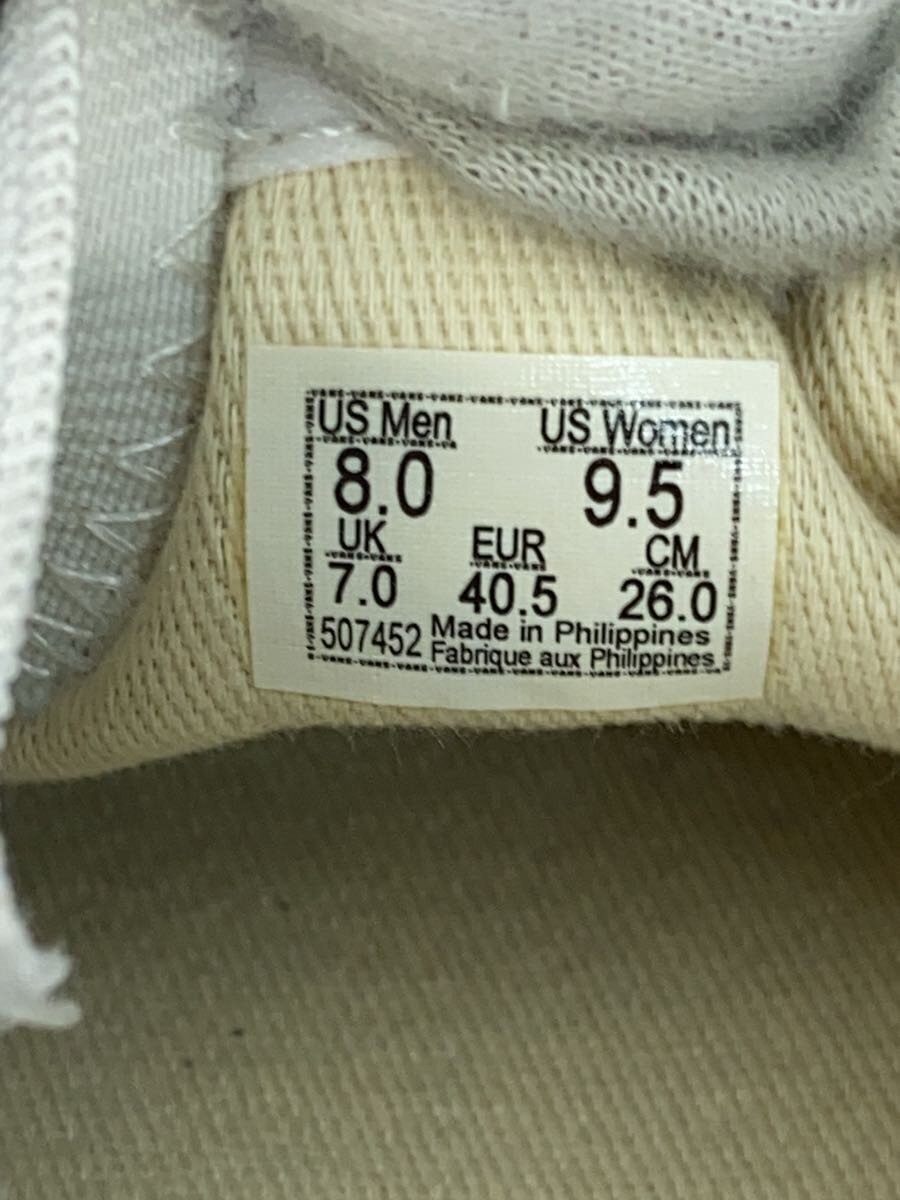 US Men US Women
8.0 9.5
UK EUR CM
7.0 40.5 26.0
507452 Made in Philippines
Fabrique aux Philippines